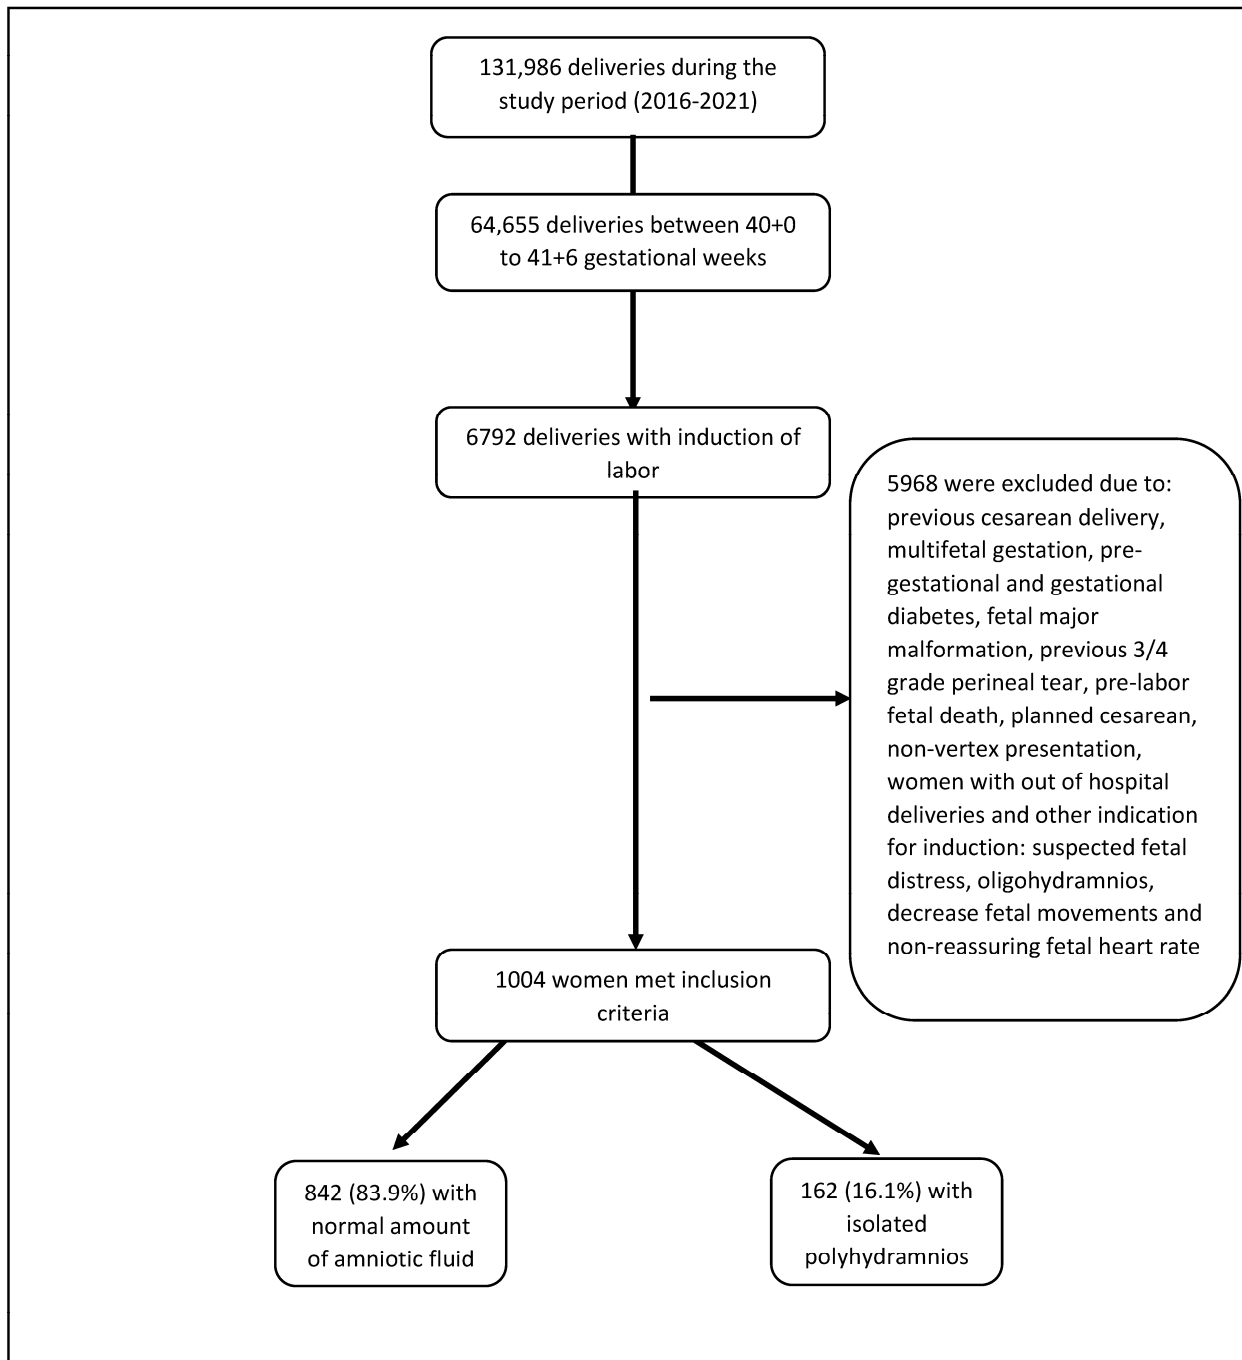 131,986 deliveries during the
study period (2016-2021)
64,655 deliveries between 40+0
to 41+6 gestational weeks
6792 deliveries with induction of
labor
5968 were excluded due to:
previous cesarean delivery,
multifetal gestation, pre-
gestational and gestational
diabetes, fetal major
malformation, previous 3/4
grade perineal tear, pre-labor
fetal death, planned cesarean,
non-vertex presentation,
women with out of hospital
deliveries and other indication
for induction: suspected fetal
distress, oligohydramnios,
decrease fetal movements and
non-reassuring fetal heart rate
1004 women met inclusion
criteria
842 (83.9%) with
normal amount
of amniotic fluid
162 (16.1%) with
isolated
polyhydramnios